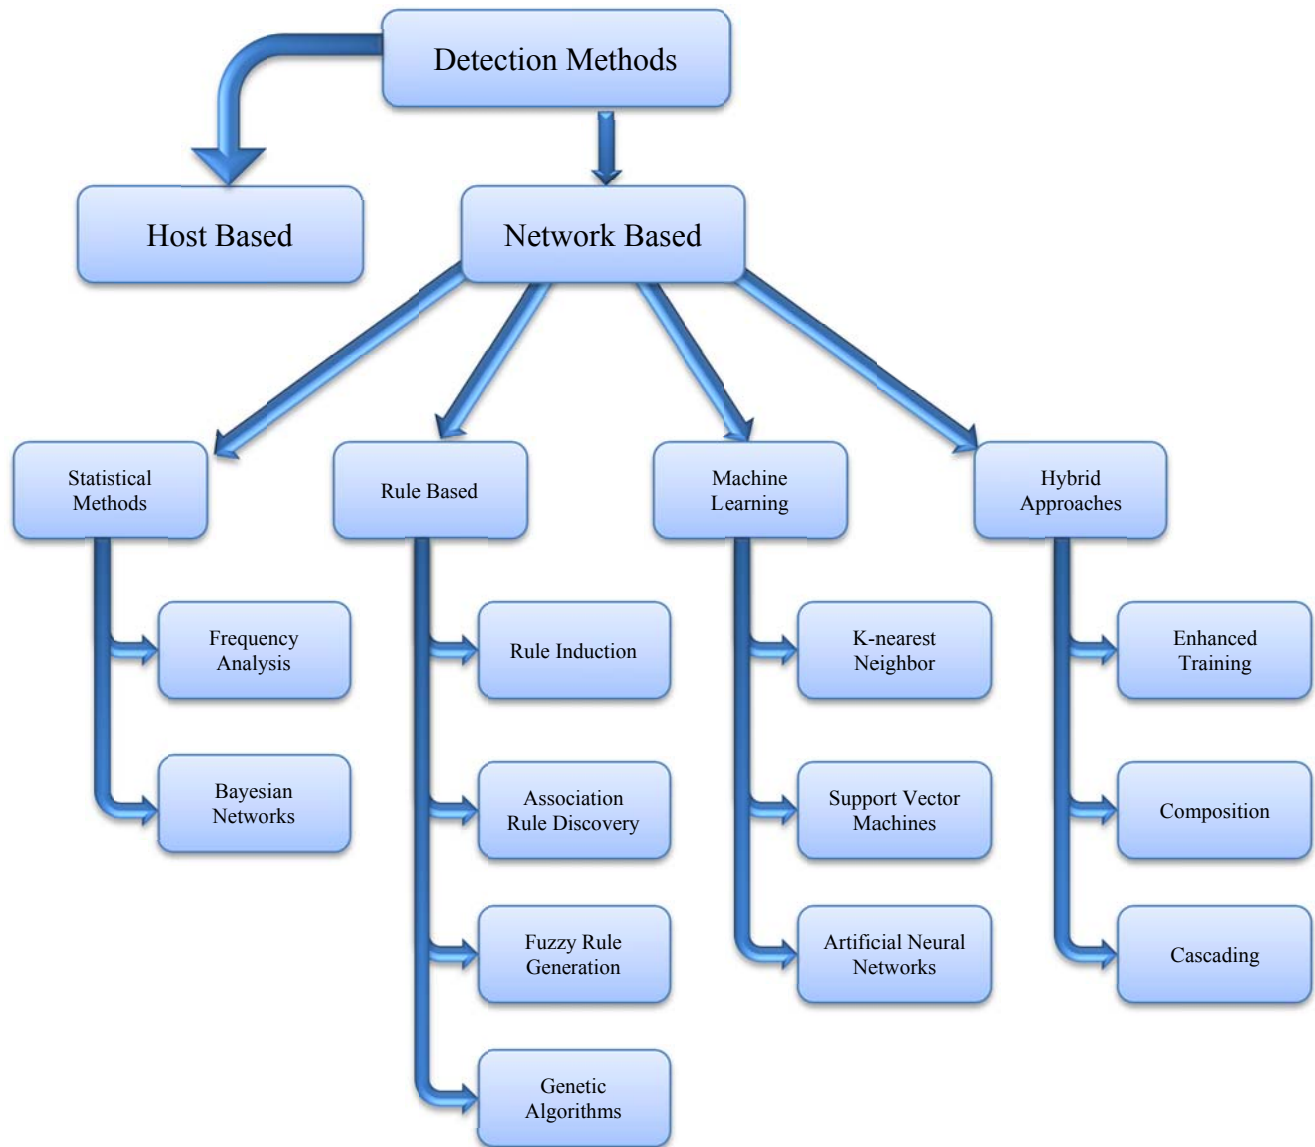 Detection Methods
Host Based
Network Based
Statistical
Methods
Rule Based
Machine
Learning
Hybrid
Approaches
Frequency
Analysis
Bayesian
Networks
Rule Induction
Association
Rule Discovery
Fuzzy Rule
Generation
Genetic
Algorithms
K-nearest
Neighbor
Support Vector
Machines
Artificial Neural
Networks
Enhanced
Training
Composition
Cascading